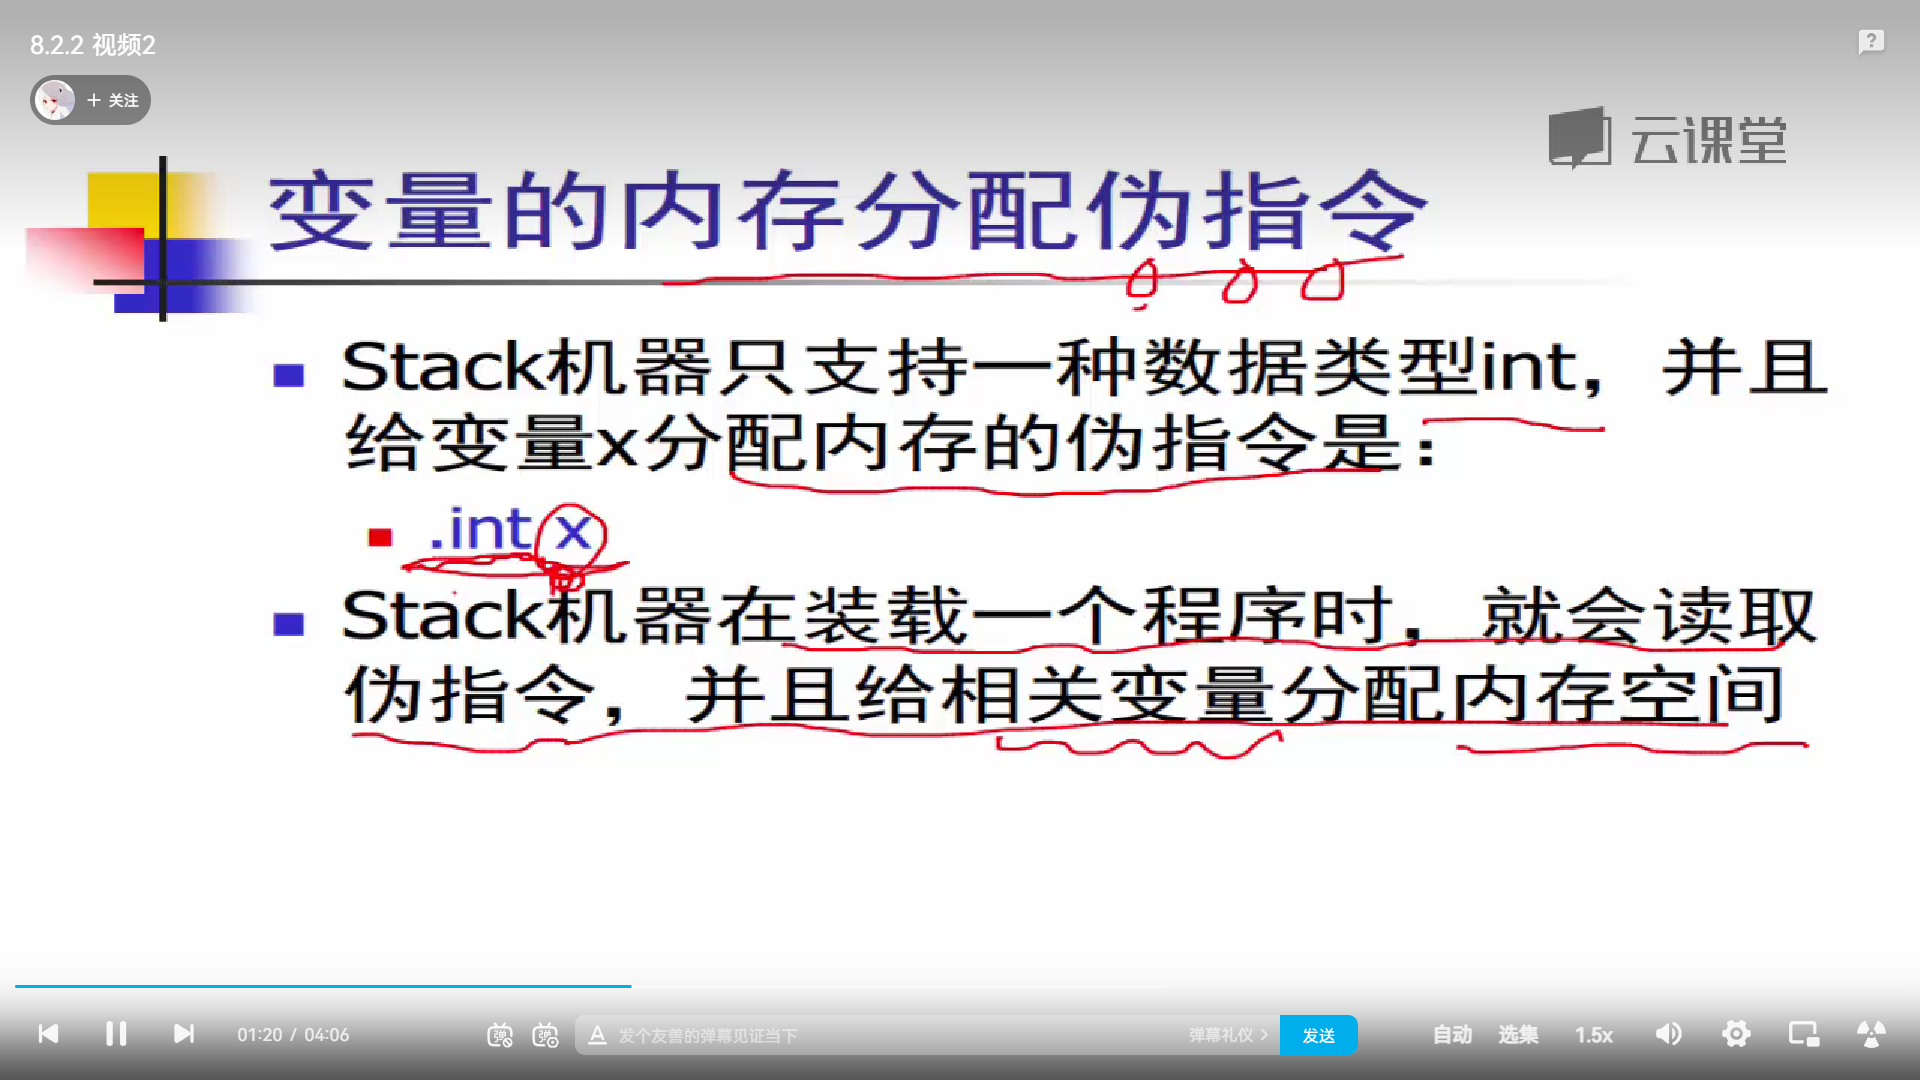 8.2.2 视频2
关注
云课堂
变量的内存分配伪指令
Stack机器只支持一种数据类型int，并且
给变量x分配内存的伪指令是：
.int x
Stack机器在装载一个程序时，就会读取
伪指令，并且给相关变量分配内存空间
01:20 / 04:06
弹
弹
A
发个友善的弹幕见证当下
弹幕礼仪
发送
自动
选集
1.5x